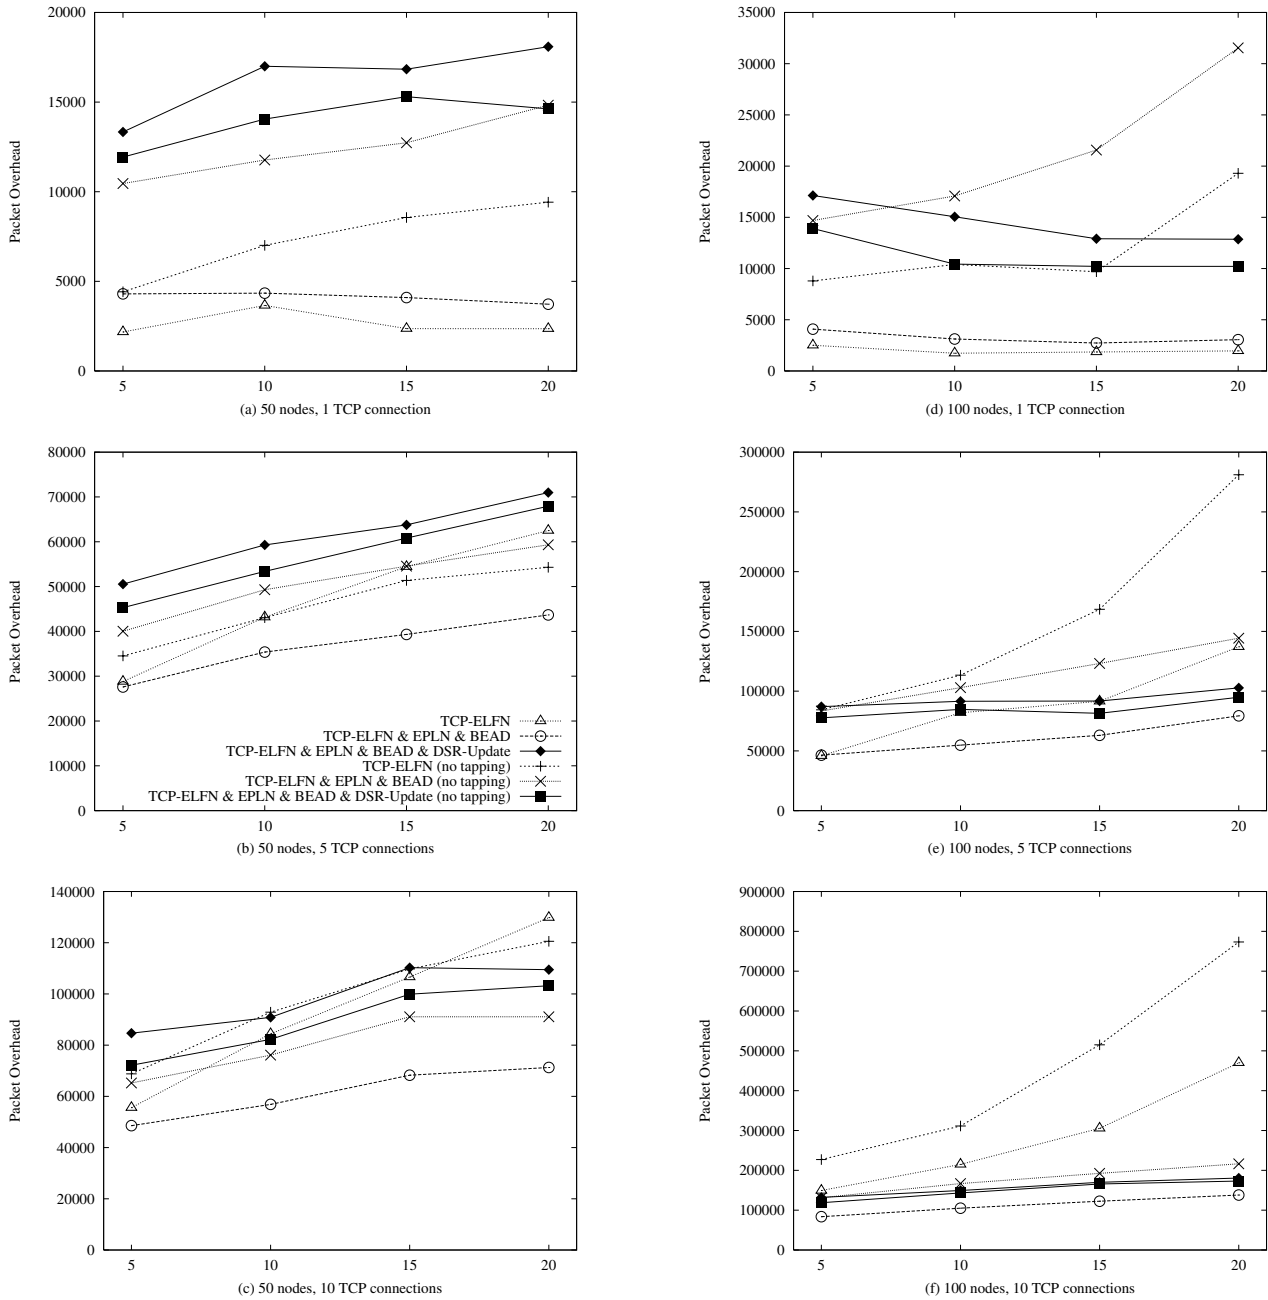 20000
15000
10000
5000
0
Packet Overhead
5 10 15 20
(a) 50 nodes, 1 TCP connection
35000
30000
25000
20000
15000
10000
5000
0
Packet Overhead
5 10 15 20
(d) 100 nodes, 1 TCP connection
80000
70000
60000
50000
40000
30000
20000
10000
0
Packet Overhead
TCP-ELFN
TCP-ELFN & EPLN & BEAD
TCP-ELFN & EPLN & BEAD & DSR-Update
TCP-ELFN (no tapping)
TCP-ELFN & EPLN & BEAD (no tapping)
TCP-ELFN & EPLN & BEAD & DSR-Update (no tapping)
5 10 15 20
(b) 50 nodes, 5 TCP connections
300000
250000
200000
150000
100000
50000
0
Packet Overhead
5 10 15 20
(e) 100 nodes, 5 TCP connections
140000
120000
100000
80000
60000
40000
20000
0
Packet Overhead
5 10 15 20
(c) 50 nodes, 10 TCP connections
900000
800000
700000
600000
500000
400000
300000
200000
100000
0
Packet Overhead
5 10 15 20
(f) 100 nodes, 10 TCP connections